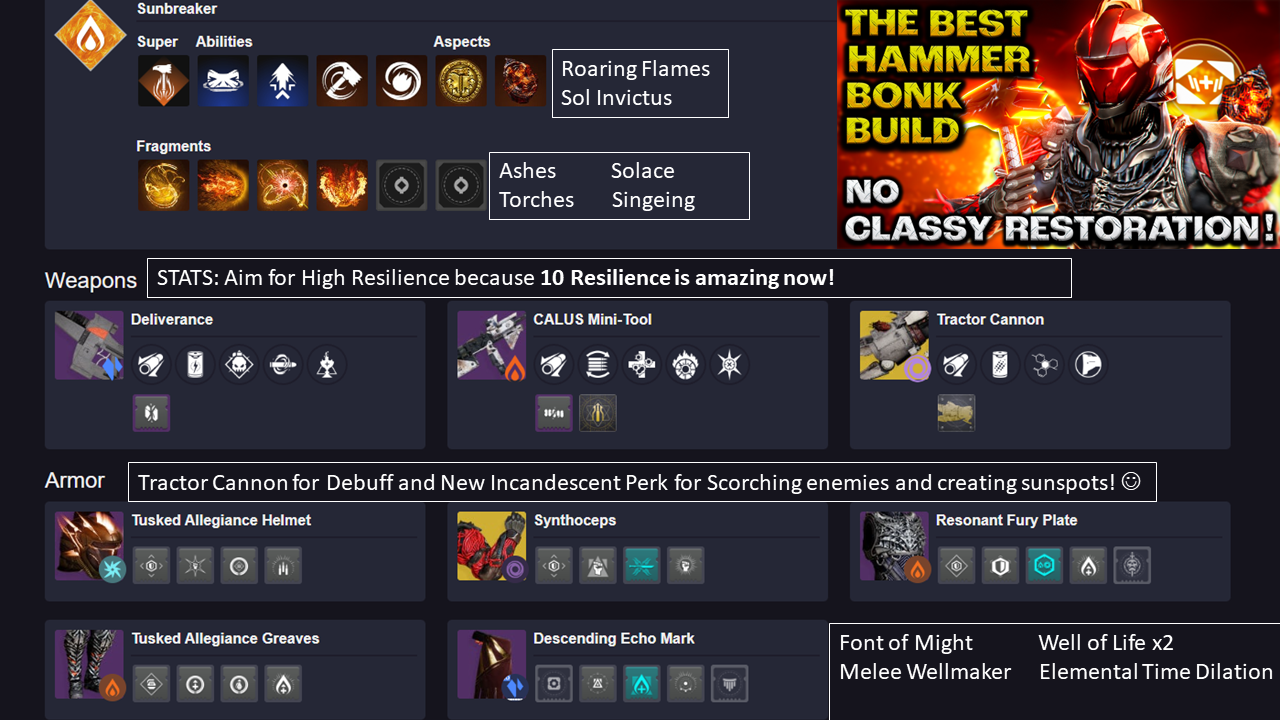 Sunbreaker
Super Abilities Aspects
Roaring Flames
Sol Invictus
THE BEST
HAMMER
BONK
BUILD
NO
CLASSY RESTORATION!
Fragments
Ashes Solace
Torches Singeing
Weapons
STATS: Aim for High Resilience because 10 Resilience is amazing now!
Deliverance
CALUS Mini-Tool
Tractor Cannon
Armor
Tractor Cannon for Debuff and New Incandescent Perk for Scorching enemies and creating sunspots! ☺
Tusked Allegiance Helmet
Synthoceps
Resonant Fury Plate
Tusked Allegiance Greaves
Descending Echo Mark
Font of Might Well of Life x2
Melee Wellmaker Elemental Time Dilation